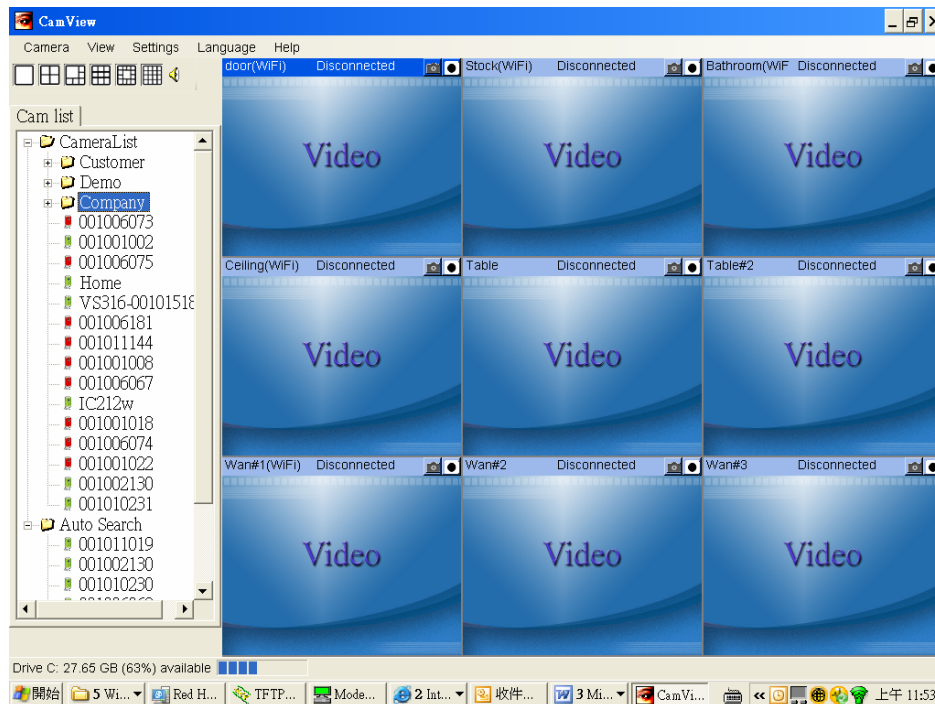 CamView
Camera View Settings Language Help
Cam list
CameraList
Customer
Demo
Company
001006073
001001002
001006075
Home
VS316-00101518
001006181
001011144
001001008
001006067
IC212w
001001018
001006074
001001022
001002130
001010231
Auto Search
001011019
001002130
001010230
door(WiFi) Disconnected
Stock(WiFi) Disconnected
Bathroom(WiF Disconnected
Video
Video
Video
Ceiling(WiFi) Disconnected
Table Disconnected
Table#2 Disconnected
Video
Video
Video
Wan#1(WiFi) Disconnected
Wan#2 Disconnected
Wan#3 Disconnected
Video
Video
Video
Drive C: 27.65 GB (63%) available
開始 5 Wi... Red H... TFTP... Mode... 2 Int... 收件... 3 Mi... CamVi... « 上午 11:53